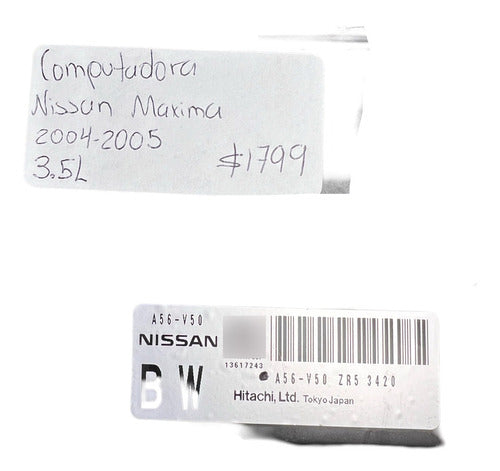 Computadora
Nissan Maxima
2004-2005
3.5L $1799
A56-V50
NISSAN
13617243
BW A56-V50 ZR5 3420
Hitachi, Ltd. Tokyo Japan